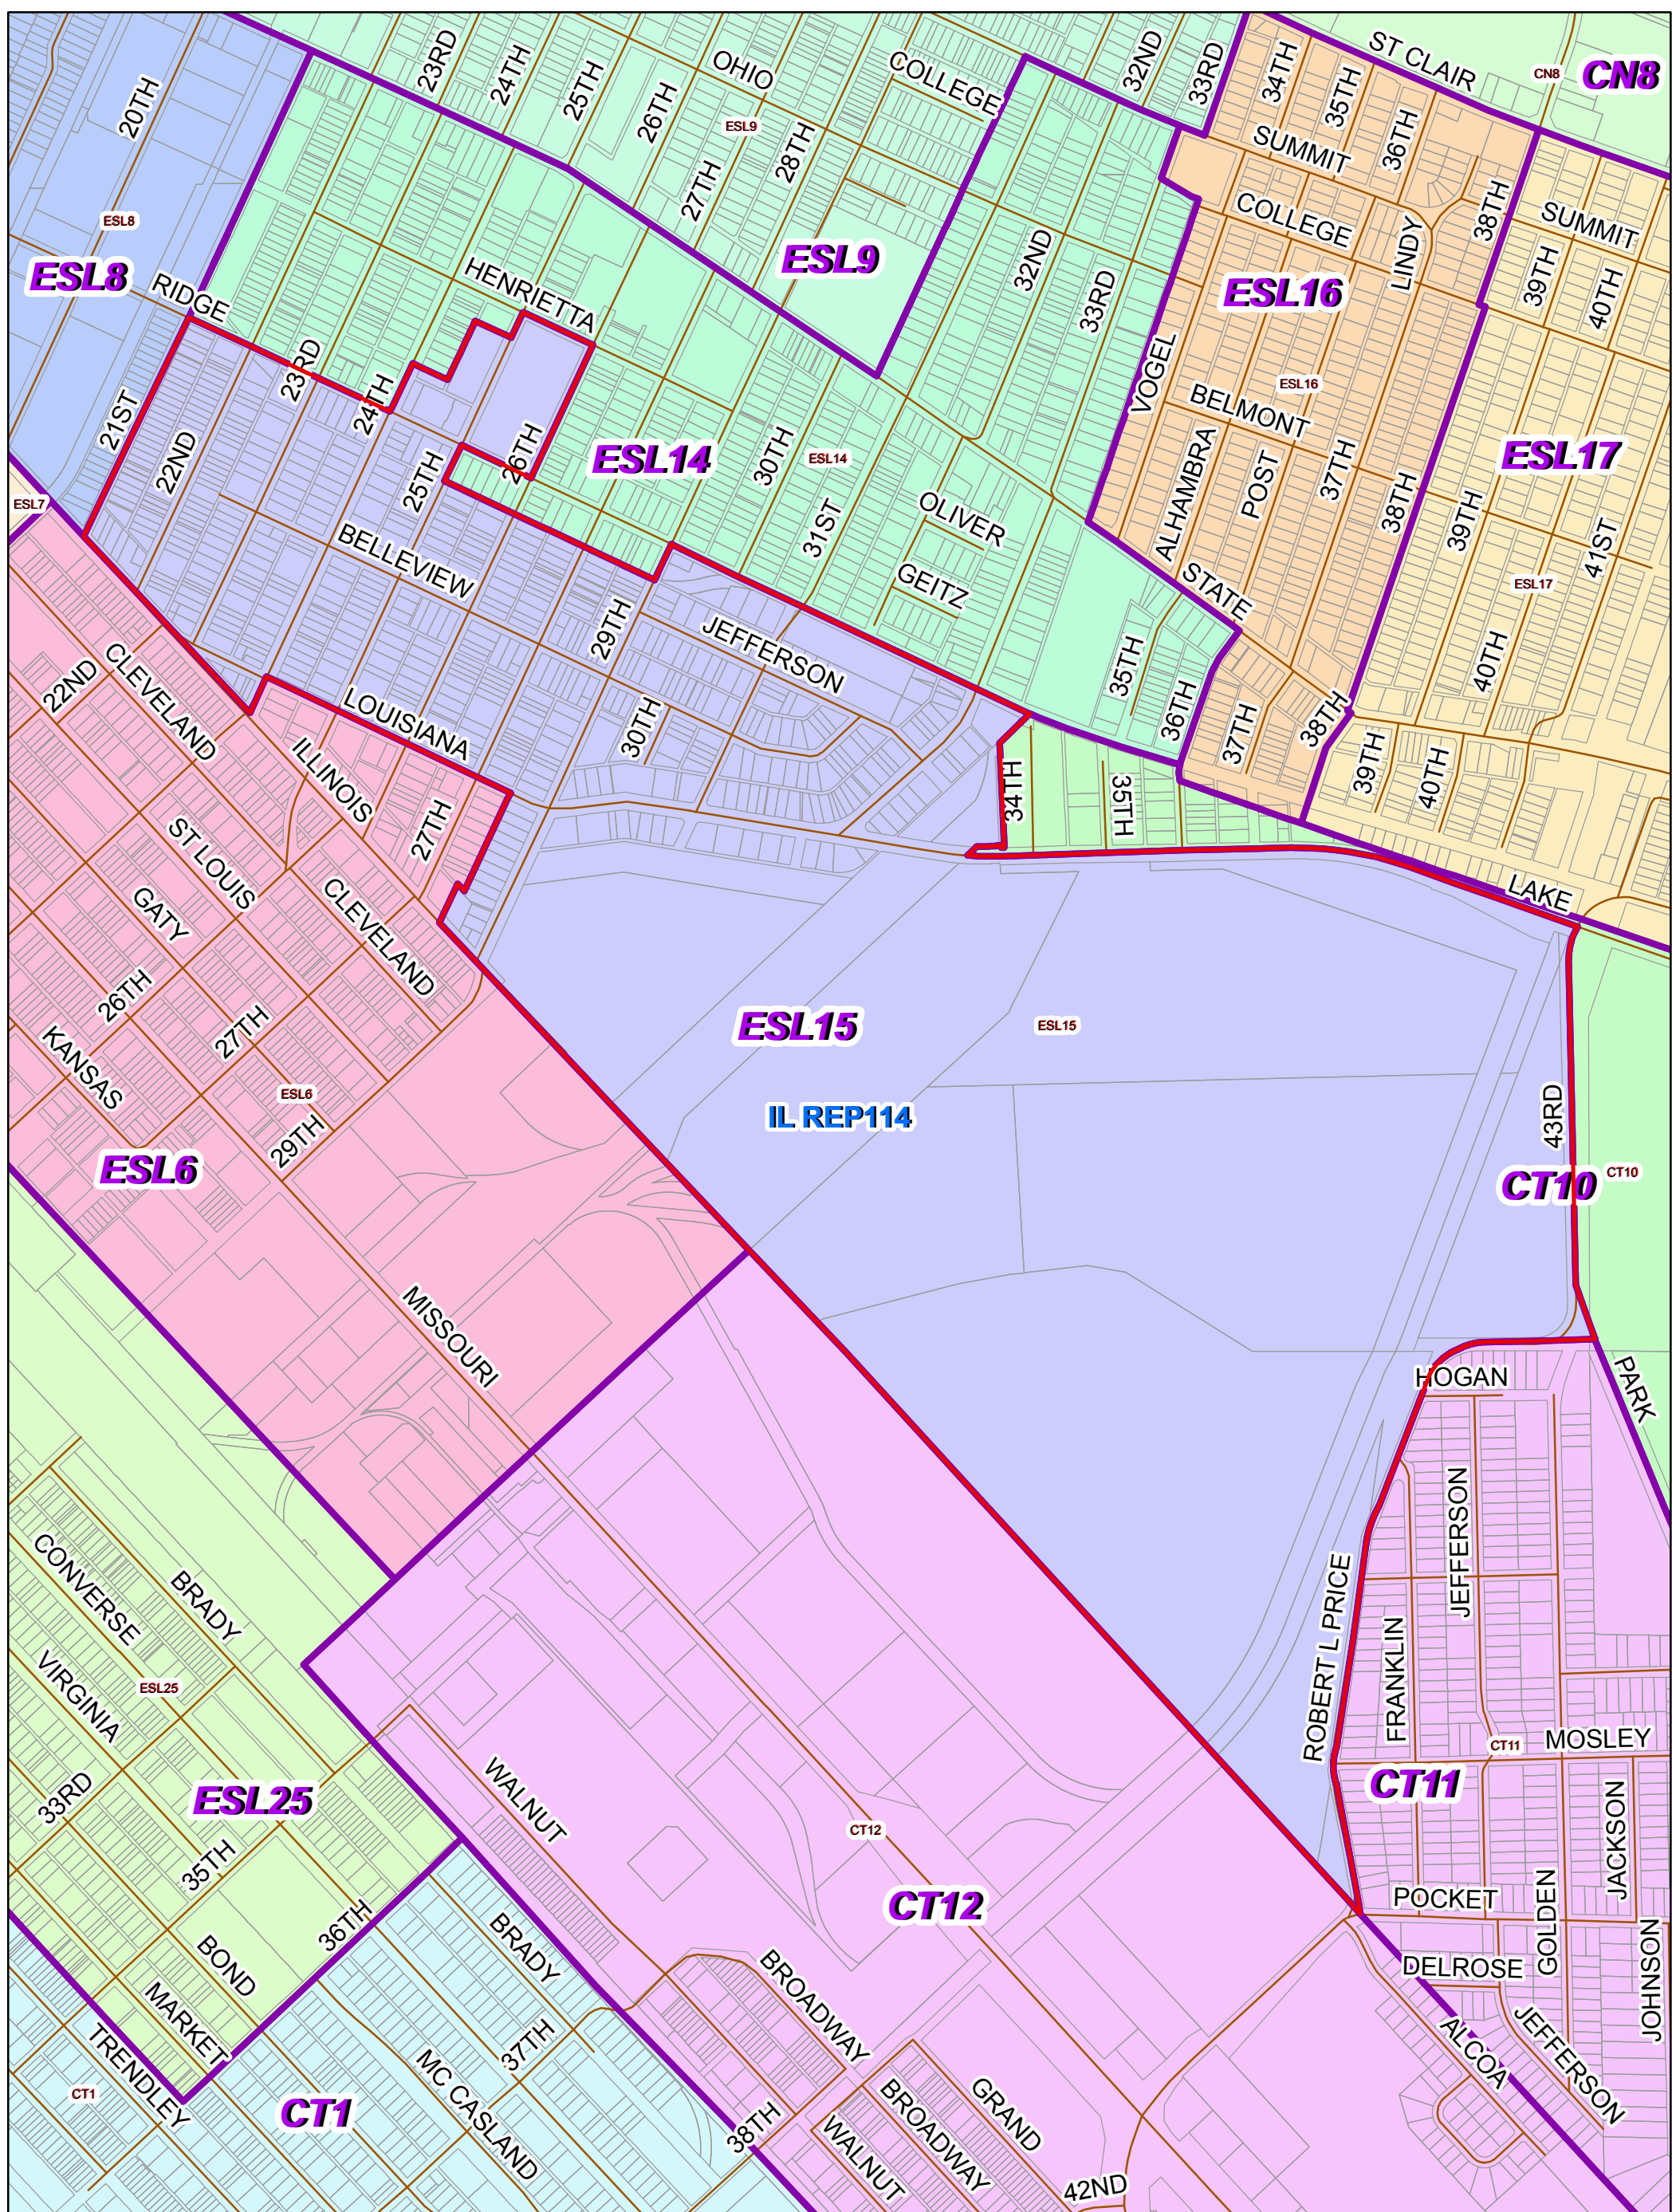 ST CLAIR
CN8
CN8
20TH
23RD
24TH
25TH
26TH
OHIO
ESL9
27TH
28TH
COLLEGE
32ND
33RD
34TH
35TH
36TH
SUMMIT
38TH
SUMMIT
39TH
40TH
ESL8
ESL8
RIDGE
HENRIETTA
ESL9
32ND
33RD
COLLEGE
LINDY
ESL16
VOGEL
ESL16
BELMONT
ALHAMBRA
POST
37TH
38TH
ESL17
39TH
41ST
ESL17
40TH
21ST
22ND
23RD
24TH
25TH
26TH
ESL14
30TH
ESL14
31ST
OLIVER
GEITZ
STATE
35TH
36TH
37TH
38TH
39TH
40TH
ESL7
BELLEVIEW
29TH
JEFFERSON
30TH
LOUISIANA
34TH
35TH
LAKE
22ND
CLEVELAND
ILLINOIS
27TH
ST LOUIS
GATY
CLEVELAND
26TH
27TH
KANSAS
ESL6
29TH
ESL6
ESL15
ESL15
IL REP114
43RD
CT10
CT10
MISSOURI
HOGAN
PARK
JEFFERSON
FRANKLIN
ROBERT L PRICE
CT11
MOSLEY
CT11
JACKSON
POCKET
GOLDEN
JOHNSON
DELROSE
JEFFERSON
ALCOA
CONVERSE
BRADY
VIRGINIA
ESL25
33RD
ESL25
35TH
36TH
BOND
MARKET
TRENDLEY
CT1
CT1
WALNUT
CT12
CT12
BRADY
37TH
MC CASLAND
BROADWAY
38TH
WALNUT
BROADWAY
GRAND
42ND